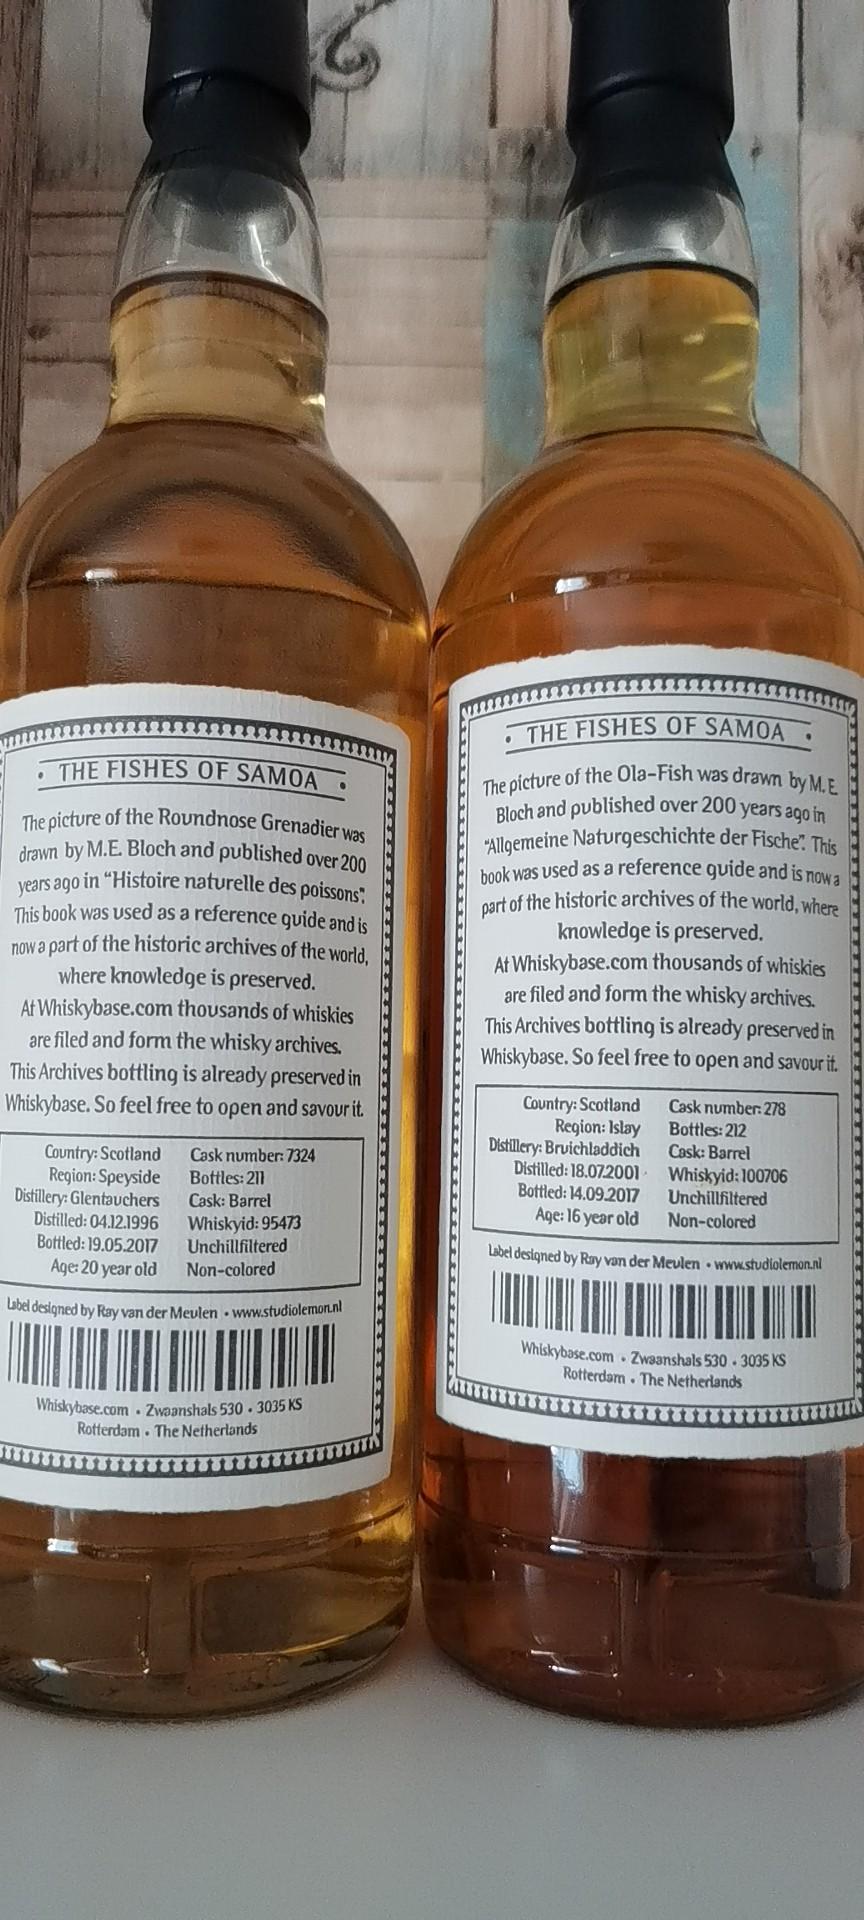 THE FISHES OF SAMOA
The picture of the Roundnose Grenadier was
drawn by M.E. Bloch and published over 200
years ago in “Histoire naturelle des poissons”.
This book was used as a reference guide and is
now a part of the historic archives of the world,
where knowledge is preserved.
At Whiskybase.com thousands of whiskies
are filed and form the whisky archives.
This Archives bottling is already preserved in
Whiskybase. So feel free to open and savour it.
Country: Scotland
Region: Speyside
Distillery: Glentauchers
Distilled: 04.12.1996
Bottled: 19.05.2017
Age: 20 year old
Cask number: 7324
Bottles: 211
Cask: Barrel
Whiskyid: 95473
Unchillfiltered
Non-colored
Label designed by Ray van der Meulen • www.studiolemon.nl
Whiskybase.com • Zwaanshals 530 • 3035 KS
Rotterdam • The Netherlands
THE FISHES OF SAMOA
The picture of the Ola-Fish was drawn by M.E.
Bloch and published over 200 years ago in
“Allgemeine Naturgeschichte der Fische”. This
book was used as a reference guide and is now a
part of the historic archives of the world, where
knowledge is preserved.
At Whiskybase.com thousands of whiskies
are filed and form the whisky archives.
This Archives bottling is already preserved in
Whiskybase. So feel free to open and savour it.
Country: Scotland
Region: Islay
Distillery: Bruichladdich
Distilled: 18.07.2001
Bottled: 14.09.2017
Age: 16 year old
Cask number: 278
Bottles: 212
Cask: Barrel
Whiskyid: 100706
Unchillfiltered
Non-colored
Label designed by Ray van der Meulen • www.studiolemon.nl
Whiskybase.com • Zwaanshals 530 • 3035 KS
Rotterdam • The Netherlands